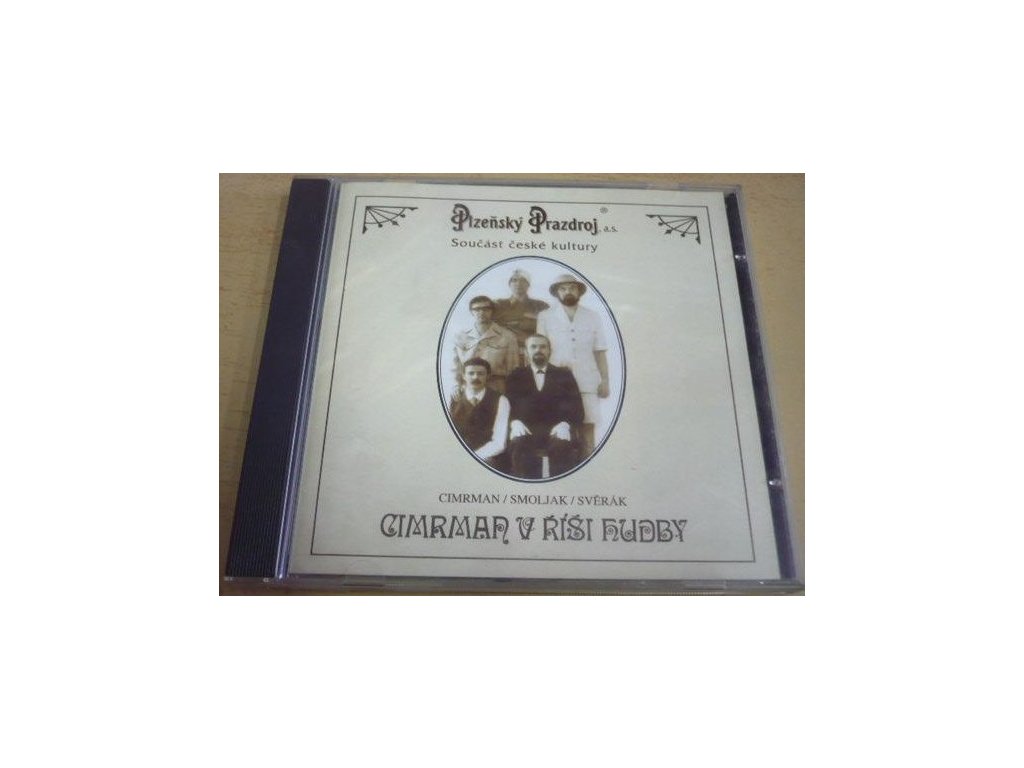 Plzeňský Prazdroj® a.s.
Součást české kultury
CIMRMAN / SMOLJAK / SVĚRÁK
CIMRMAN V ŘÍŠI HUDBY